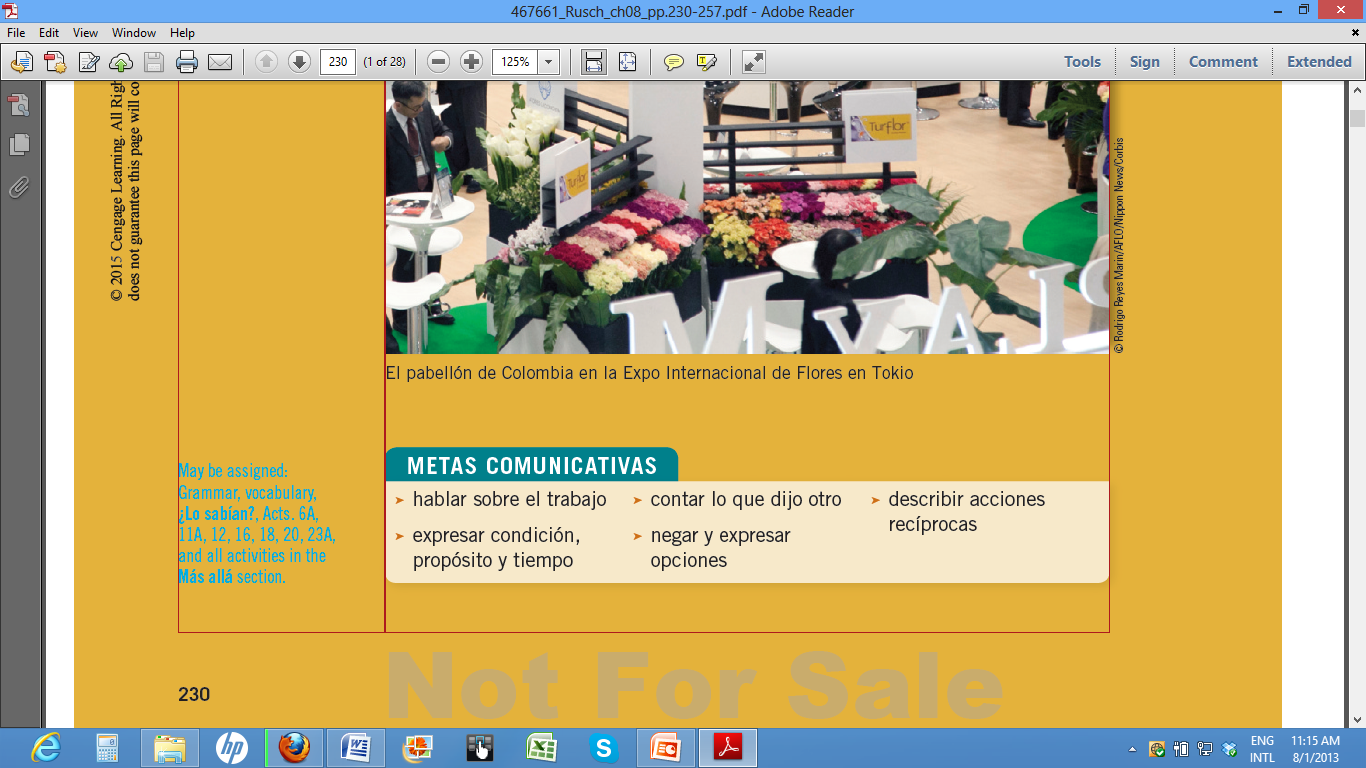 467661_Rusch_ch08_pp.230-257.pdf - Adobe Reader
File Edit View Window Help
230 (1 of 28) 125% Tools Sign Comment Extended
© 2015 Cengage Learning. All
does not guarantee this page will
TurFlor
TurFlor
© Rodrigo Reyes Marin/AFLO/Nippon News/Corbis
El pabellón de Colombia en la Expo Internacional de Flores en Tokio
METAS COMUNICATIVAS
hablar sobre el trabajo
expresar condición,
propósito y tiempo
contar lo que dijo otro
negar y expresar
opciones
describir acciones
recíprocas
May be assigned:
Grammar, vocabulary,
¿Lo sabían?, Acts. 6A,
11A, 12, 16, 18, 20, 23A,
and all activities in the
Más allá section.
230
Not For Sale
ENG
INTL
11:15 AM
8/1/2013